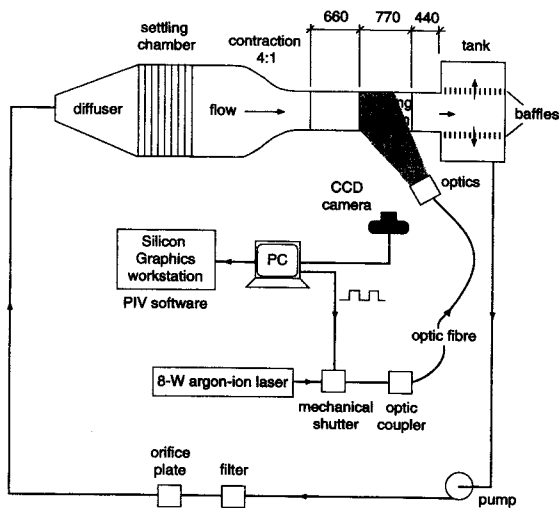 settling
chamber
contraction
4:1
660
770
440
tank
diffuser
flow
baffles
optics
CCD
camera
Silicon
Graphics
workstation
PC
PIV software
optic fibre
8-W argon-ion laser
mechanical
shutter
optic
coupler
orifice
plate
filter
pump